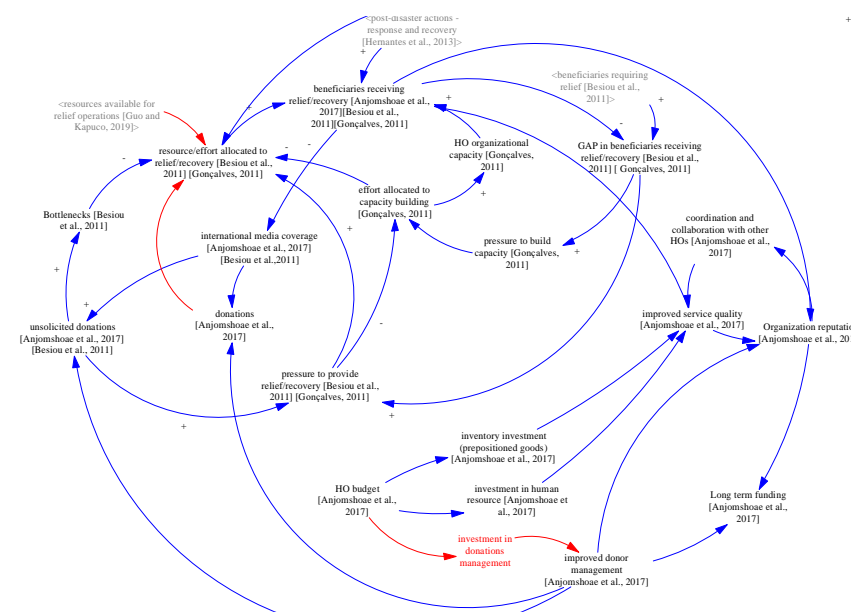 <post-disaster actions -
response and recovery
[Hernantes et al., 2013]>
+
+
<resources available for
relief operations [Guo and
Kapuco, 2019]>
+
beneficiaries receiving
relief/recovery [Anjomshoae et al.,
2017][Besiou et al.,
2011][Gonçalves, 2011]
+
<beneficiaries requiring
relief [Besiou et al.,
2011]>
+
-
-
-
-
resource/effort allocated to
relief/recovery [Besiou et al.,
2011] [Gonçalves, 2011]
HO organizational
capacity [Gonçalves,
2011]
GAP in beneficiaries receiving
relief/recovery [Besiou et al.,
2011] [ Gonçalves, 2011]
effort allocated to
capacity building
[Gonçalves, 2011]
+
Bottlenecks [Besiou
et al., 2011]
international media coverage
[Anjomshoae et al., 2017]
[Besiou et al.,2011]
+
pressure to build
capacity [Gonçalves,
2011]
+
coordination and
collaboration with other
HOs [Anjomshoae et al.,
2017]
+
+
unsolicited donations
[Anjomshoae et al., 2017]
[Besiou et al., 2011]
donations
[Anjomshoae et al.,
2017]
-
improved service quality
[Anjomshoae et al., 2017]
Organization reputati
[Anjomshoae et al., 20
pressure to provide
relief/recovery [Besiou et al.,
2011] [Gonçalves, 2011]
+
+
inventory investment
(prepositioned goods)
[Anjomshoae et al., 2017]
HO budget
[Anjomshoae et al.,
2017]
investment in human
resource [Anjomshoae et
al., 2017]
Long term funding
[Anjomshoae et al.,
2017]
investment in
donations
management
improved donor
management
[Anjomshoae et al., 2017]